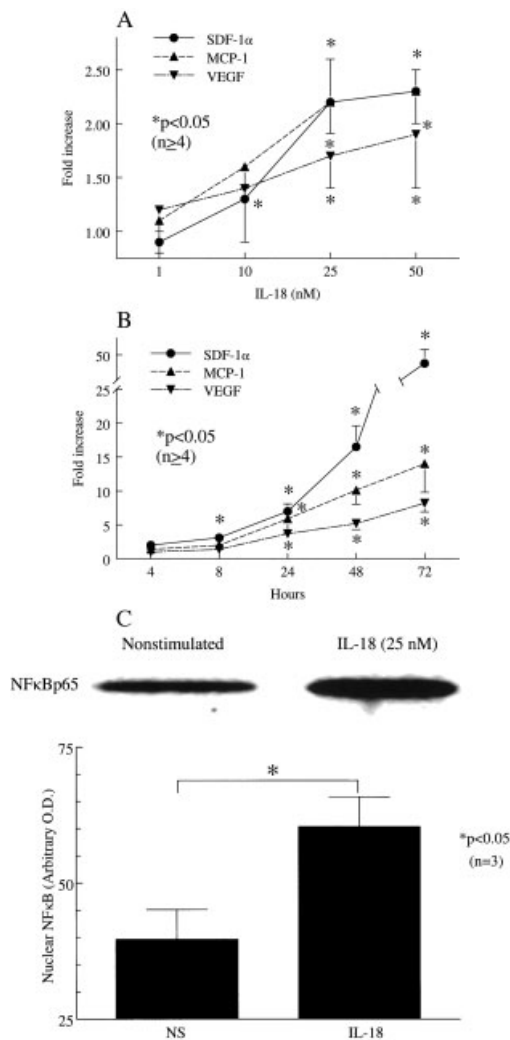 A
SDF-1α
MCP-1
VEGF
*p<0.05
(n≥4)
Fold increase
2.50
2.00
1.50
1.00
* *
* *
* * *
1 10 25 50
IL-18 (nM)
B
SDF-1α
MCP-1
VEGF
*p<0.05
(n≥4)
Fold increase
50
25
20
15
10
5
0
*
*
* *
* * *
* * *
4 8 24 48 72
Hours
C
Nonstimulated IL-18 (25 nM)
NFκBp65
Nuclear NFκB (Arbitrary O.D.)
75
50
25
*
*p<0.05
(n=3)
NS IL-18